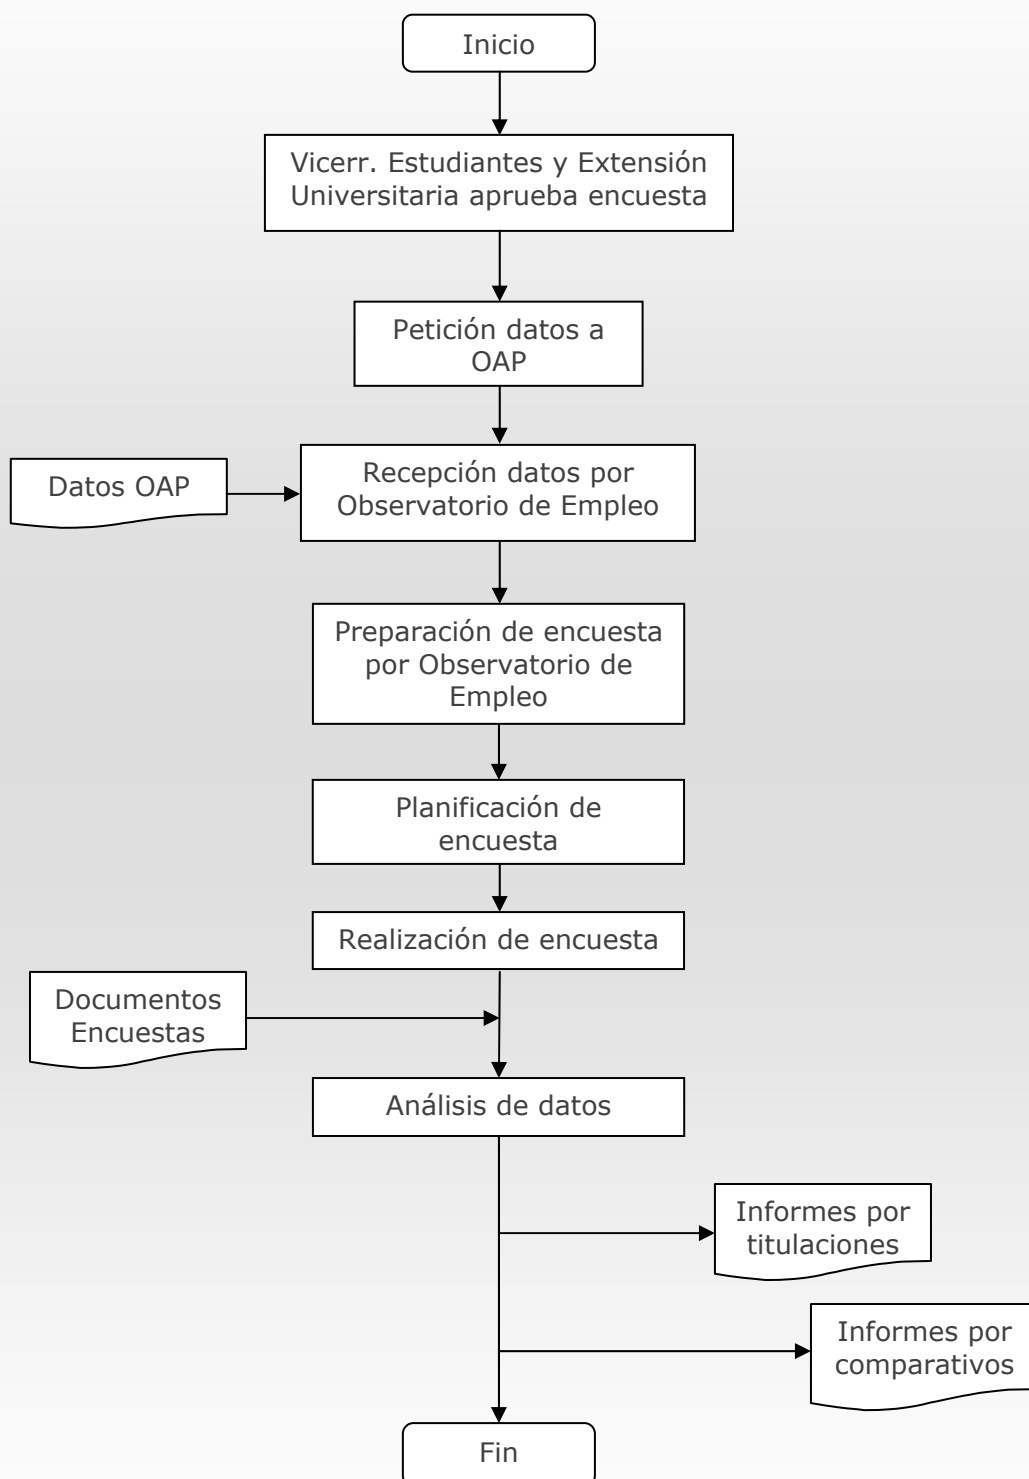 Inicio
Vicerr. Estudiantes y Extensión
Universitaria aprueba encuesta
Petición datos a
OAP
Datos OAP
Recepción datos por
Observatorio de Empleo
Preparación de encuesta
por Observatorio de
Empleo
Planificación de
encuesta
Realización de encuesta
Documentos
Encuestas
Análisis de datos
Informes por
titulaciones
Informes por
comparativos
Fin